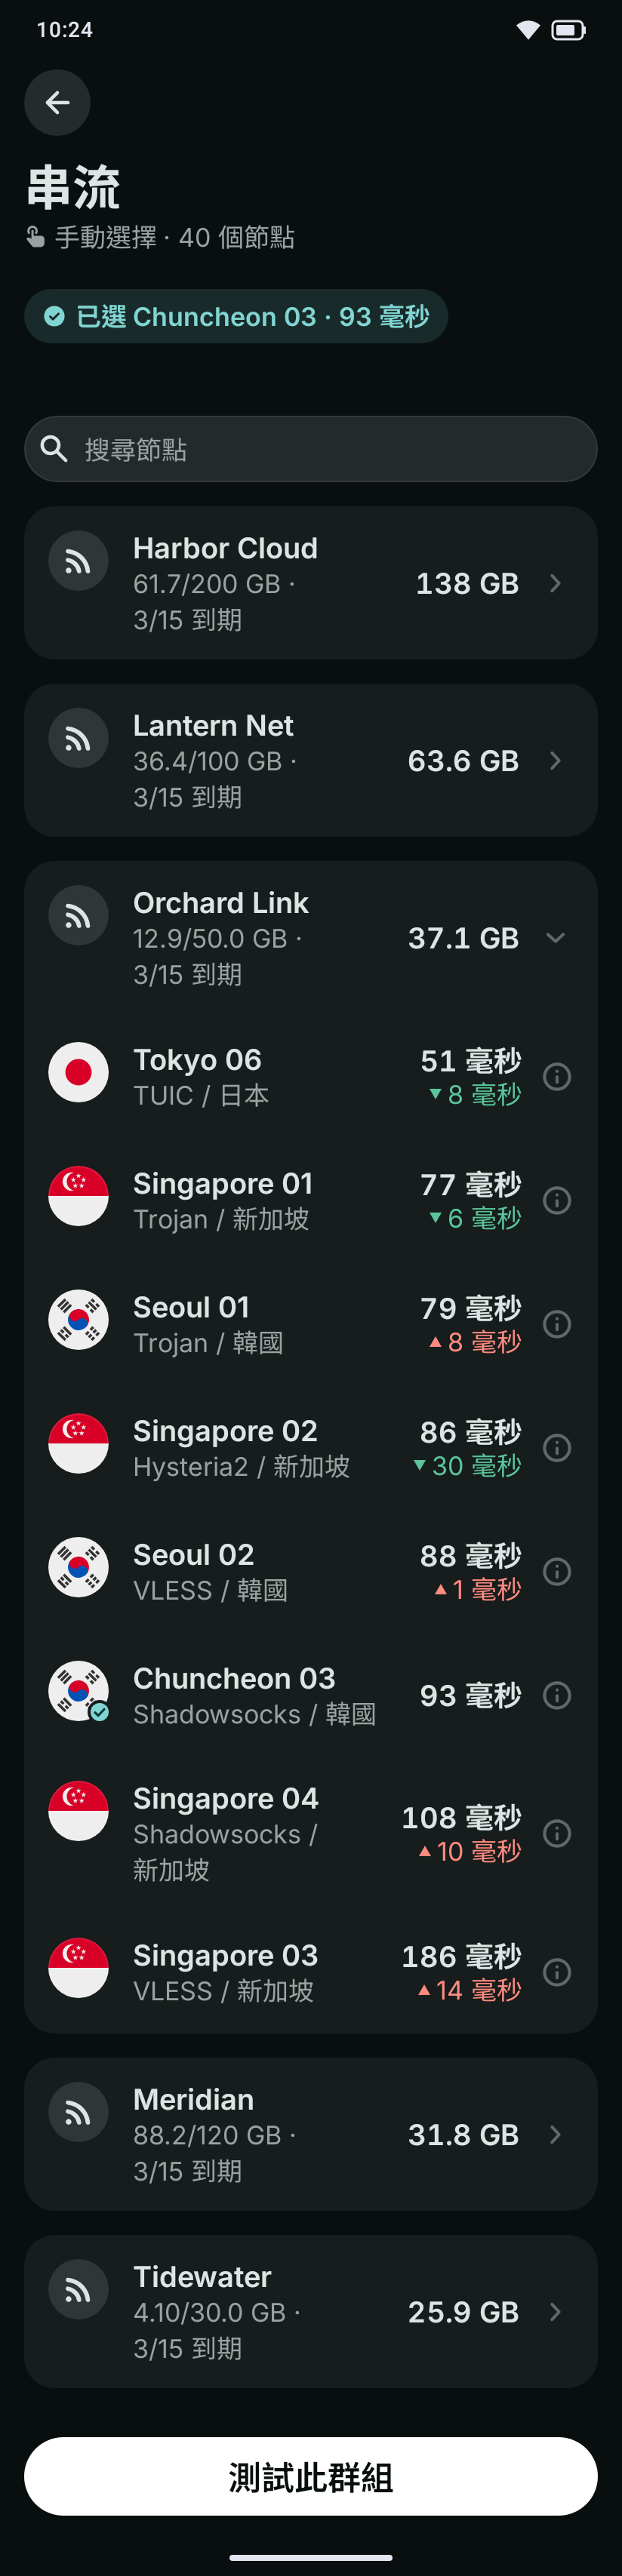 10:24
串流
手動選擇 · 40 個節點
已選 Chuncheon 03 · 93 毫秒
搜尋節點
Harbor Cloud
61.7/200 GB ·
3/15 到期
138 GB
Lantern Net
36.4/100 GB ·
3/15 到期
63.6 GB
Orchard Link
12.9/50.0 GB ·
3/15 到期
37.1 GB
Tokyo 06
TUIC / 日本
51 毫秒
▼8 毫秒
Singapore 01
Trojan / 新加坡
77 毫秒
▼6 毫秒
Seoul 01
Trojan / 韓國
79 毫秒
▲8 毫秒
Singapore 02
Hysteria2 / 新加坡
86 毫秒
▼30 毫秒
Seoul 02
VLESS / 韓國
88 毫秒
▲1 毫秒
Chuncheon 03
Shadowsocks / 韓國
93 毫秒
Singapore 04
Shadowsocks /
新加坡
108 毫秒
▲10 毫秒
Singapore 03
VLESS / 新加坡
186 毫秒
▲14 毫秒
Meridian
88.2/120 GB ·
3/15 到期
31.8 GB
Tidewater
4.10/30.0 GB ·
3/15 到期
25.9 GB
測試此群組